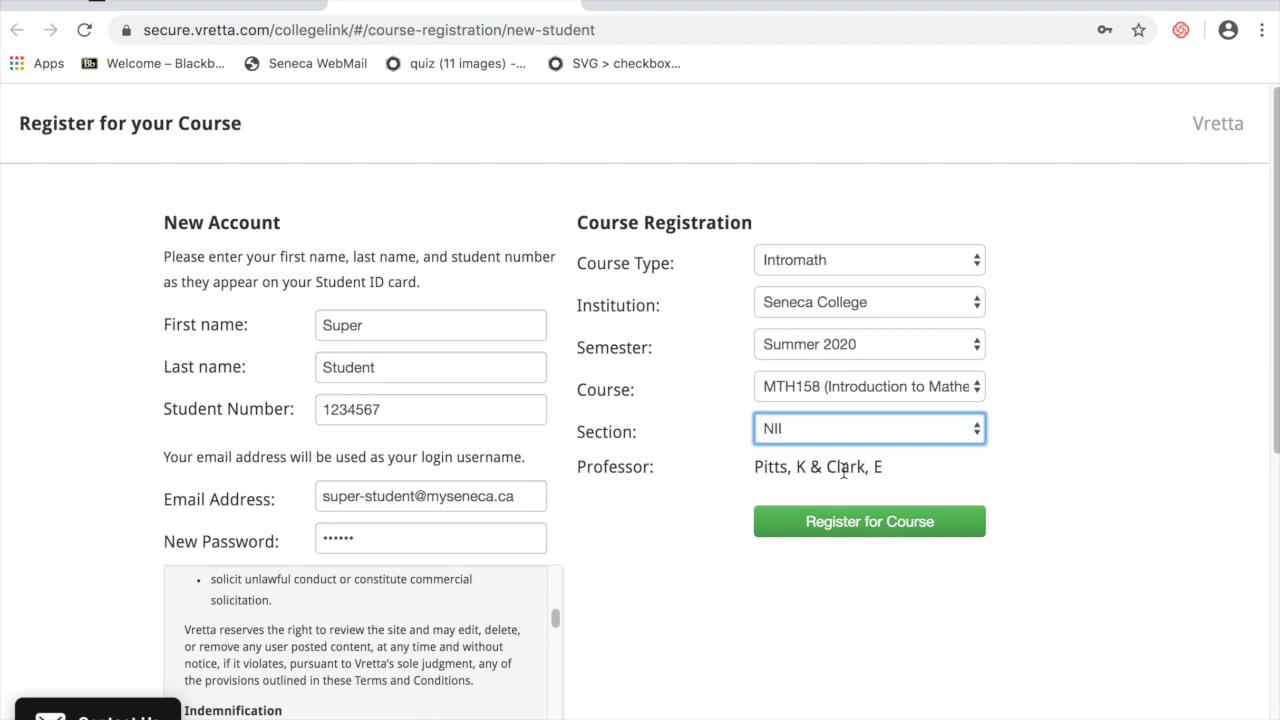 secure.vretta.com/collegelink/#/course-registration/new-student
Apps
Bb Welcome – Blackb...
Seneca WebMail
quiz (11 images) -...
SVG > checkbox...
Register for your Course
Vretta
New Account
Please enter your first name, last name, and student number
as they appear on your Student ID card.
First name: Super
Last name: Student
Student Number: 1234567
Your email address will be used as your login username.
Email Address: super-student@myseneca.ca
New Password: ••••••
• solicit unlawful conduct or constitute commercial
solicitation.
Vretta reserves the right to review the site and may edit, delete,
or remove any user posted content, at any time and without
notice, if it violates, pursuant to Vretta's sole judgment, any of
the provisions outlined in these Terms and Conditions.
Indemnification
Course Registration
Course Type: Intromath
Institution: Seneca College
Semester: Summer 2020
Course: MTH158 (Introduction to Mathe
Section: NII
Professor: Pitts, K & Clark, E
Register for Course
Contact Us